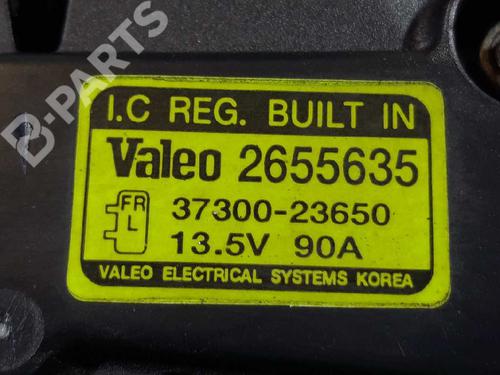 B-PARTS
I.C REG. BUILT IN
Valeo 2655635
FR 37300-23650
L 13.5V 90A
VALEO ELECTRICAL SYSTEMS KOREA